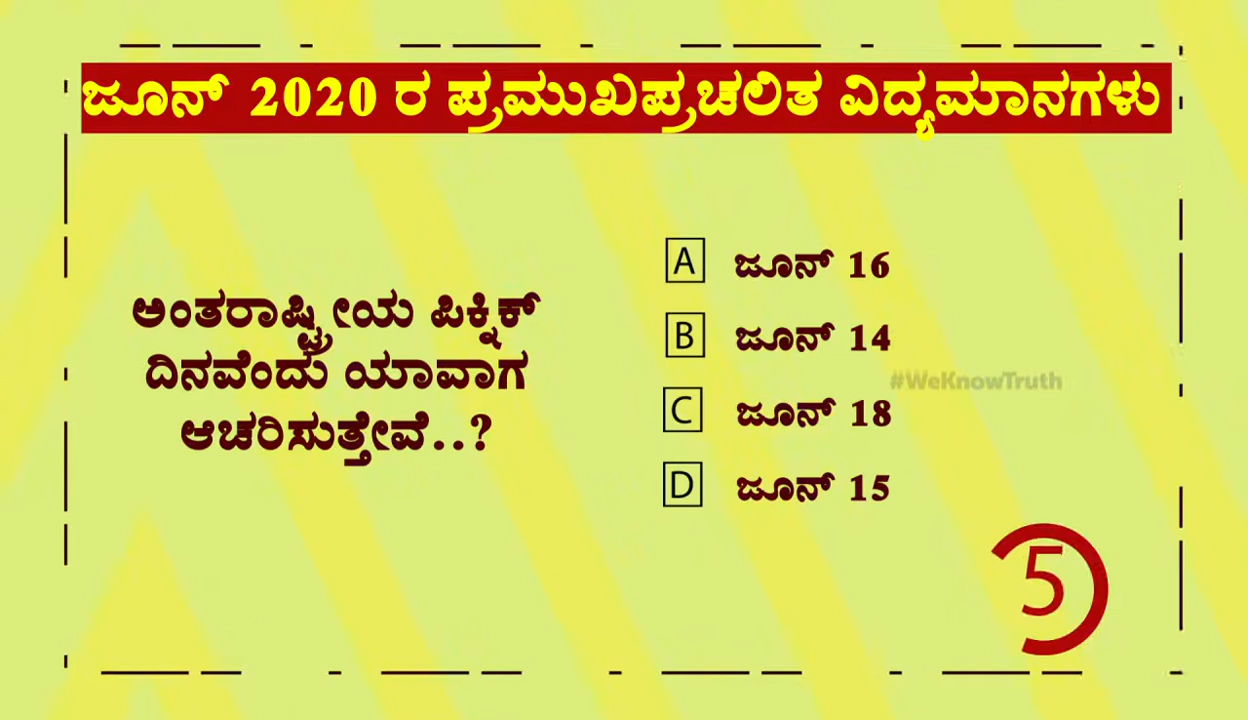 ಜೂನ್ 2020 ರ ಪ್ರಮುಖಪ್ರಚಲಿತ ವಿದ್ಯಮಾನಗಳು
ಅಂತರಾಷ್ಟ್ರೀಯ ಪಿಕ್ನಿಕ್
ದಿನವೆಂದು ಯಾವಾಗ
ಆಚರಿಸುತ್ತೇವೆ..?
A ಜೂನ್ 16
B ಜೂನ್ 14
#WeKnowTruth
C ಜೂನ್ 18
D ಜೂನ್ 15
5